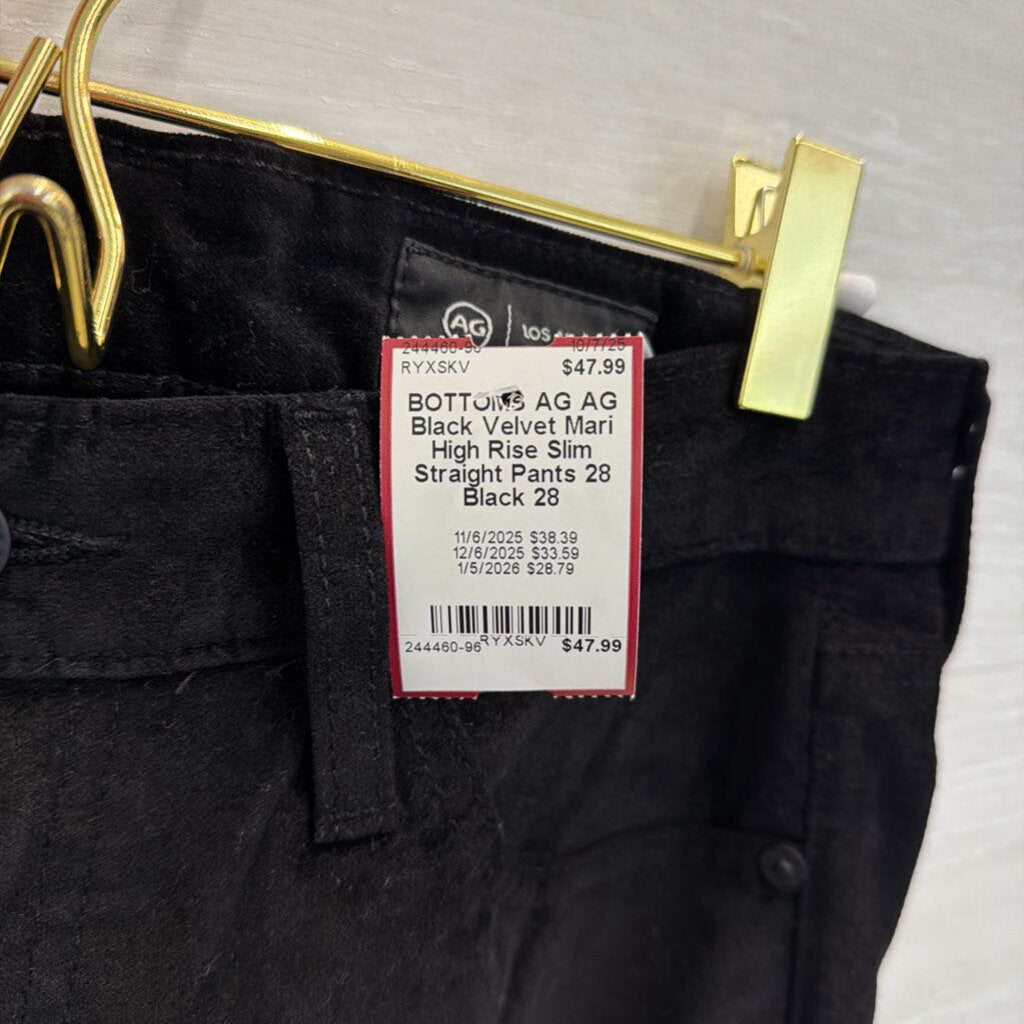 AG | LOS
244460-96 10/7/25
RYXSKV $47.99
BOTTOMS AG AG
Black Velvet Mari
High Rise Slim
Straight Pants 28
Black 28
11/6/2025 $38.39
12/6/2025 $33.59
1/5/2026 $28.79
244460-96 RYXSKV $47.99